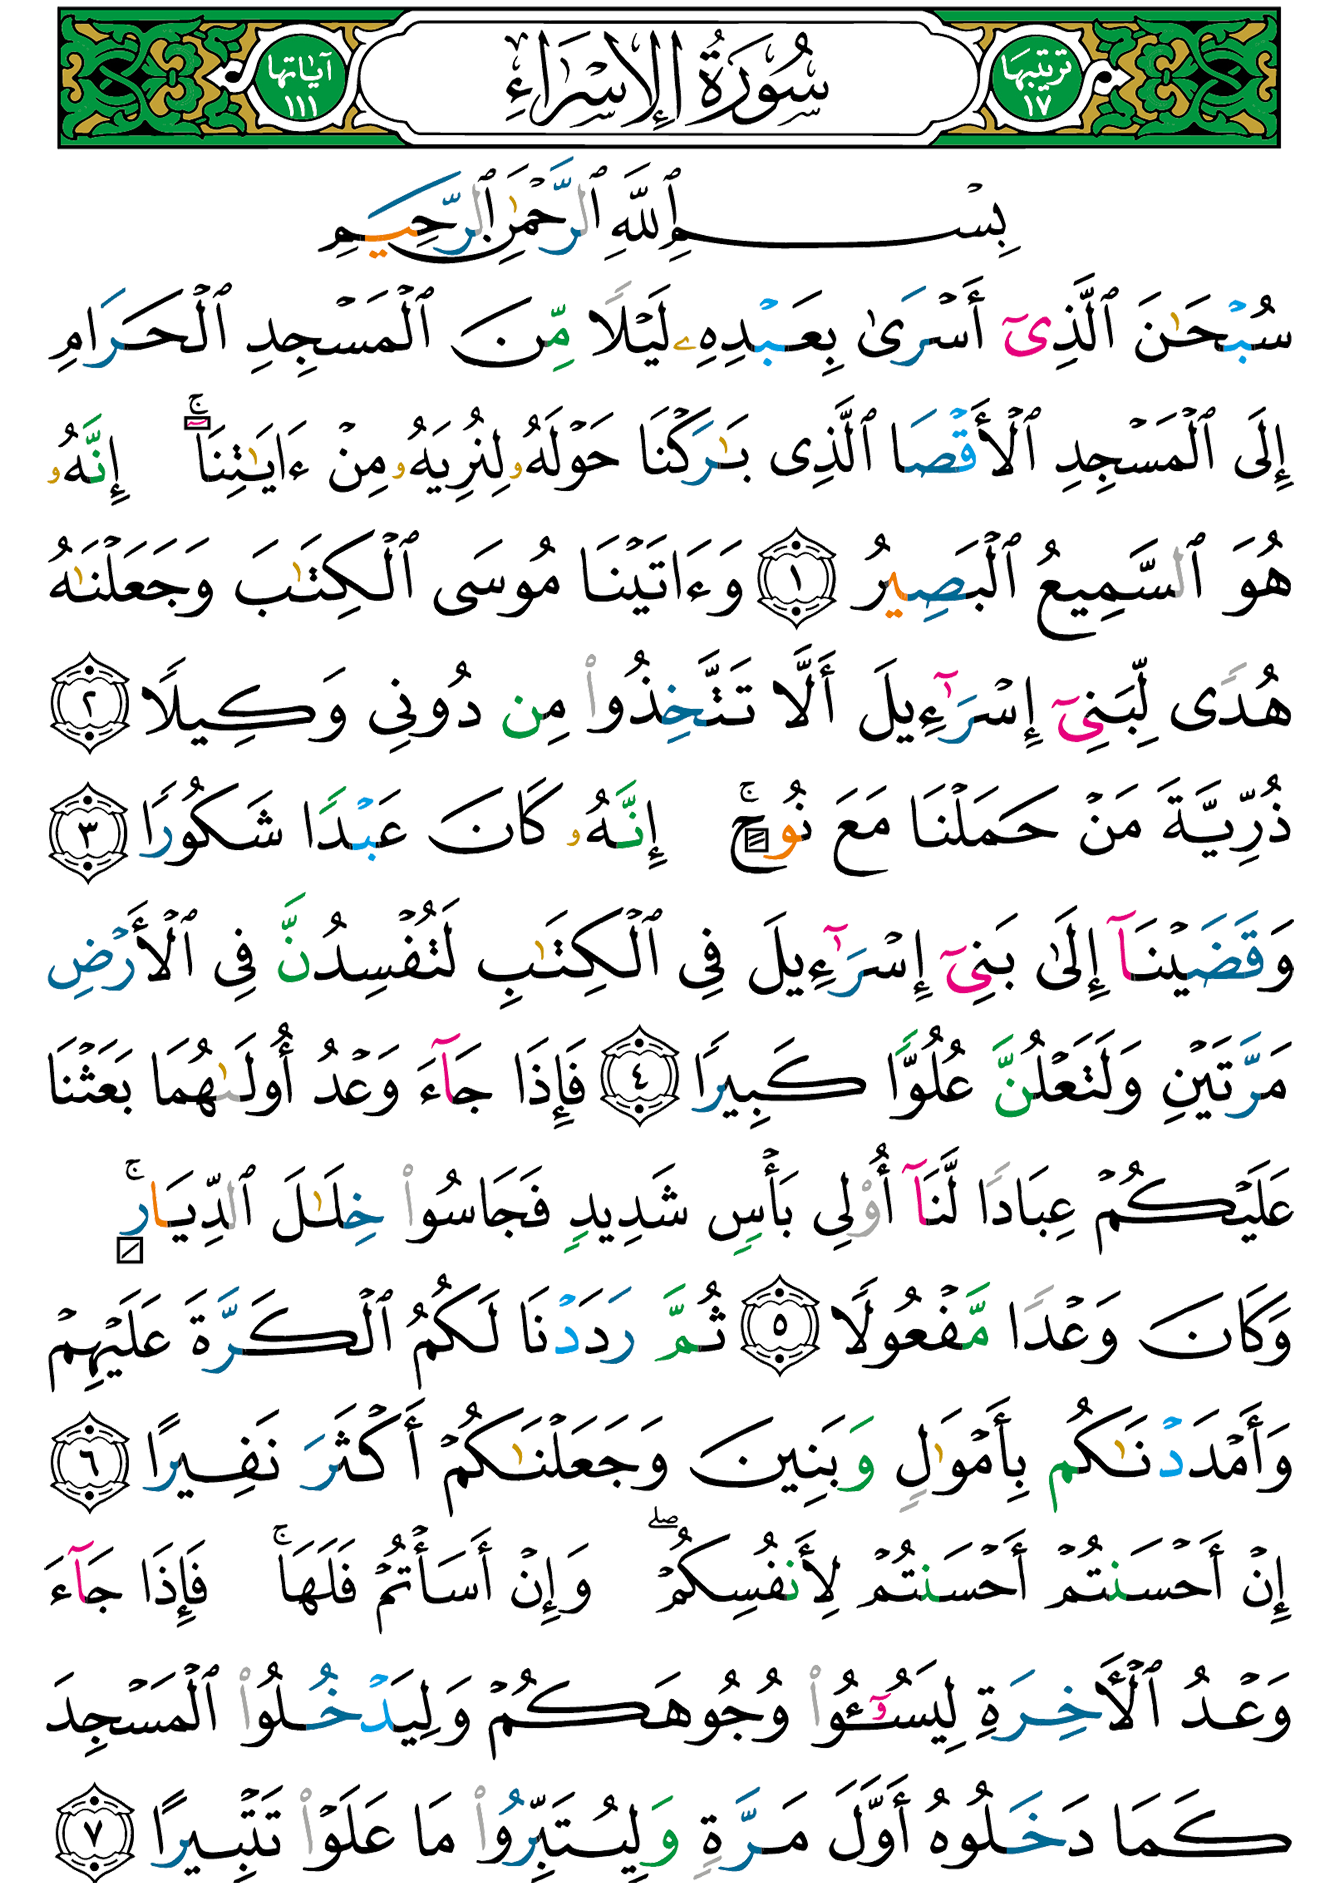 ترتيبها ١٧
سُورَةُ الإِسْرَاءِ
آياتها ١١١
بِسْمِ ٱللَّهِ ٱلرَّحْمَٰنِ ٱلرَّحِيمِ
سُبْحَٰنَ ٱلَّذِىٓ أَسْرَىٰ بِعَبْدِهِۦ لَيْلًا مِّنَ ٱلْمَسْجِدِ ٱلْحَرَامِ
إِلَى ٱلْمَسْجِدِ ٱلْأَقْصَا ٱلَّذِى بَٰرَكْنَا حَوْلَهُۥ لِنُرِيَهُۥ مِنْ ءَايَٰتِنَآ ۚ إِنَّهُۥ
هُوَ ٱلسَّمِيعُ ٱلْبَصِيرُ ١ وَءَاتَيْنَا مُوسَى ٱلْكِتَٰبَ وَجَعَلْنَٰهُ
هُدًى لِّبَنِىٓ إِسْرَٰٓءِيلَ أَلَّا تَتَّخِذُوا۟ مِن دُونِى وَكِيلًا ٢
ذُرِّيَّةَ مَنْ حَمَلْنَا مَعَ نُوحٍ ۚ إِنَّهُۥ كَانَ عَبْدًا شَكُورًا ٣
وَقَضَيْنَآ إِلَىٰ بَنِىٓ إِسْرَٰٓءِيلَ فِى ٱلْكِتَٰبِ لَتُفْسِدُنَّ فِى ٱلْأَرْضِ
مَرَّتَيْنِ وَلَتَعْلُنَّ عُلُوًّا كَبِيرًا ٤ فَإِذَا جَآءَ وَعْدُ أُولَىٰهُمَا بَعَثْنَا
عَلَيْكُمْ عِبَادًا لَّنَآ أُو۟لِى بَأْسٍ شَدِيدٍ فَجَاسُوا۟ خِلَٰلَ ٱلدِّيَارِ ۚ
وَكَانَ وَعْدًا مَّفْعُولًا ٥ ثُمَّ رَدَدْنَا لَكُمُ ٱلْكَرَّةَ عَلَيْهِمْ
وَأَمْدَدْنَٰكُم بِأَمْوَٰلٍ وَبَنِينَ وَجَعَلْنَٰكُمْ أَكْثَرَ نَفِيرًا ٦
إِنْ أَحْسَنتُمْ أَحْسَنتُمْ لِأَنفُسِكُمْ ۖ وَإِنْ أَسَأْتُمْ فَلَهَا ۚ فَإِذَا جَآءَ
وَعْدُ ٱلْأَخِرَةِ لِيَسُـۥٓـُٔوا۟ وُجُوهَكُمْ وَلِيَدْخُلُوا۟ ٱلْمَسْجِدَ
كَمَا دَخَلُوهُ أَوَّلَ مَرَّةٍ وَلِيُتَبِّرُوا۟ مَا عَلَوْا۟ تَتْبِيرًا ٧